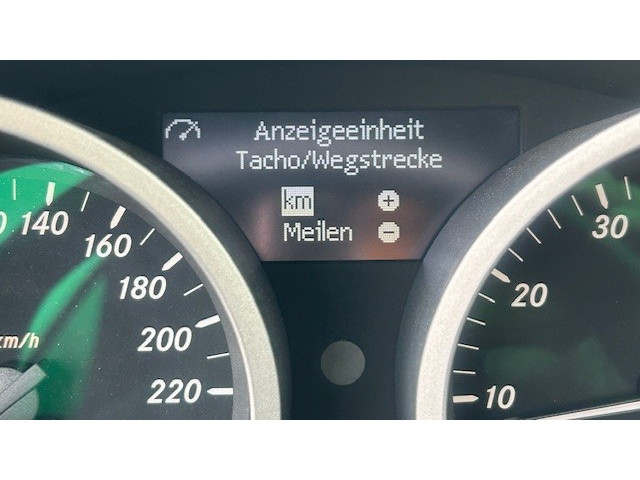 Anzeigeeinheit
Tacho/Wegstrecke
km +
Meilen -
140
160
180
200
220
km/h
30
20
10